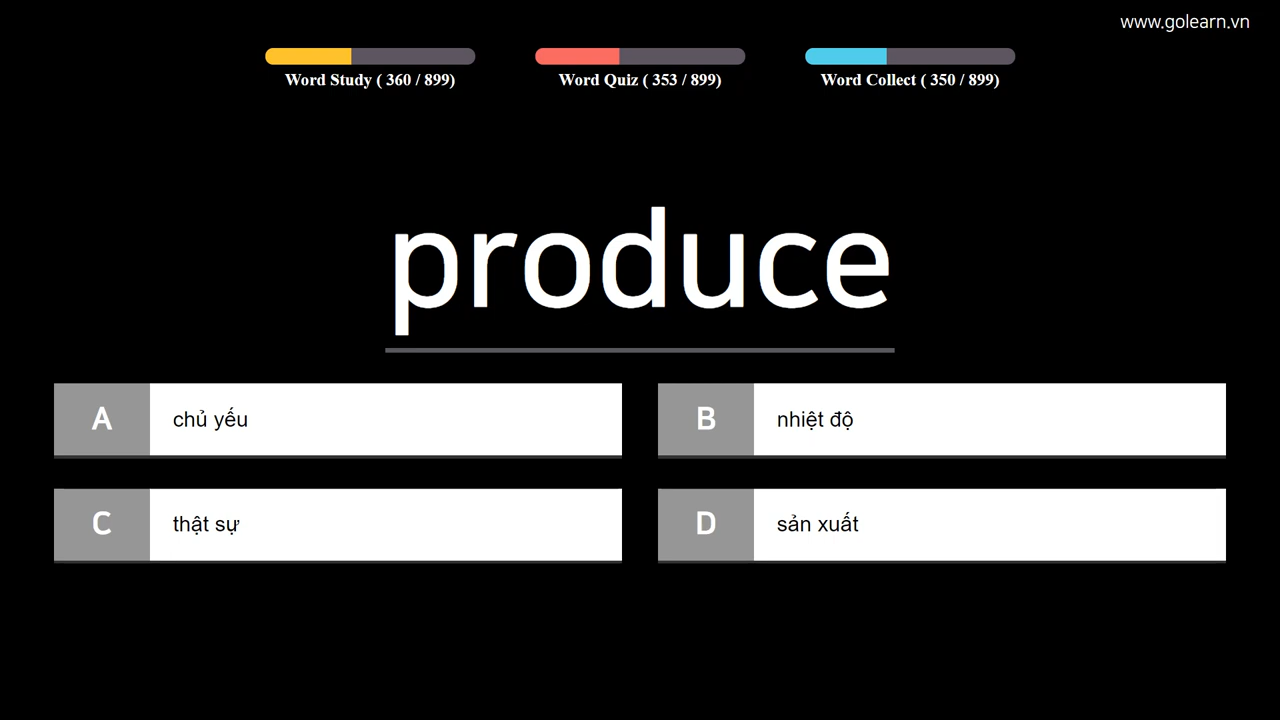 www.golearn.vn
Word Study ( 360 / 899)
Word Quiz ( 353 / 899)
Word Collect ( 350 / 899)
produce
A chủ yếu
B nhiệt độ
C thật sự
D sản xuất